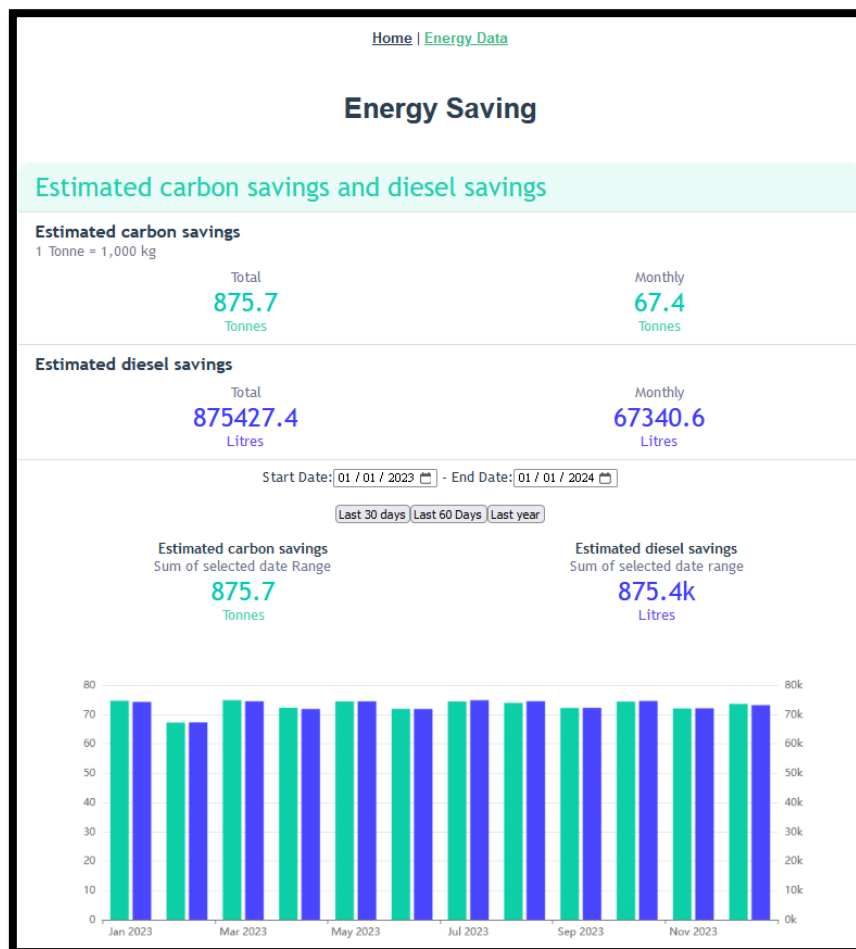 Home | Energy Data
Energy Saving
Estimated carbon savings and diesel savings
Estimated carbon savings
1 Tonne = 1,000 kg
Total Monthly
875.7 67.4
Tonnes Tonnes
Estimated diesel savings
Total Monthly
875427.4 67340.6
Litres Litres
Start Date: 01 / 01 / 2023 - End Date: 01 / 01 / 2024
Last 30 days Last 60 Days Last year
Estimated carbon savings Estimated diesel savings
Sum of selected date Range Sum of selected date range
875.7 875.4k
Tonnes Litres
80 80k
70 70k
60 60k
50 50k
40 40k
30 30k
20 20k
10 10k
0 0k
Jan 2023 Mar 2023 May 2023 Jul 2023 Sep 2023 Nov 2023